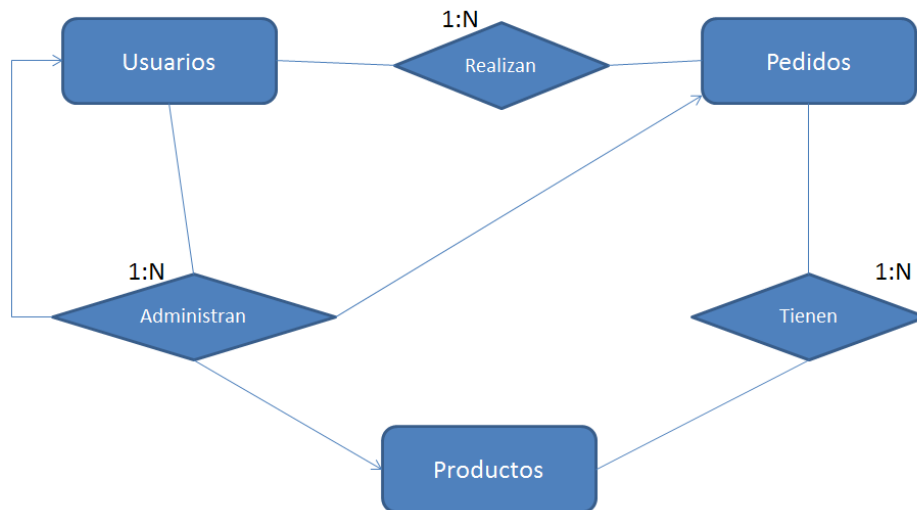 1:N
Usuarios
Realizan
Pedidos
1:N
1:N
Administran
Tienen
Productos